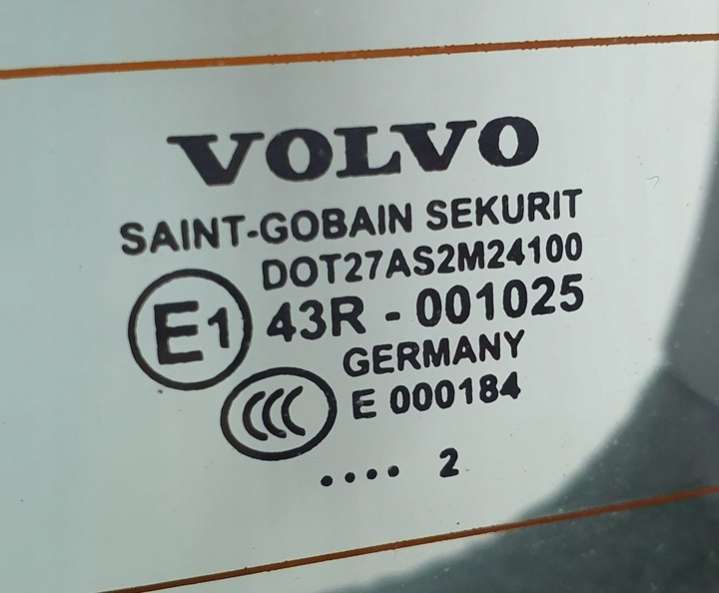 VOLVO
SAINT-GOBAIN SEKURIT
DOT27AS2M24100
E1 43R - 001025
GERMANY
CCC E 000184
.... 2